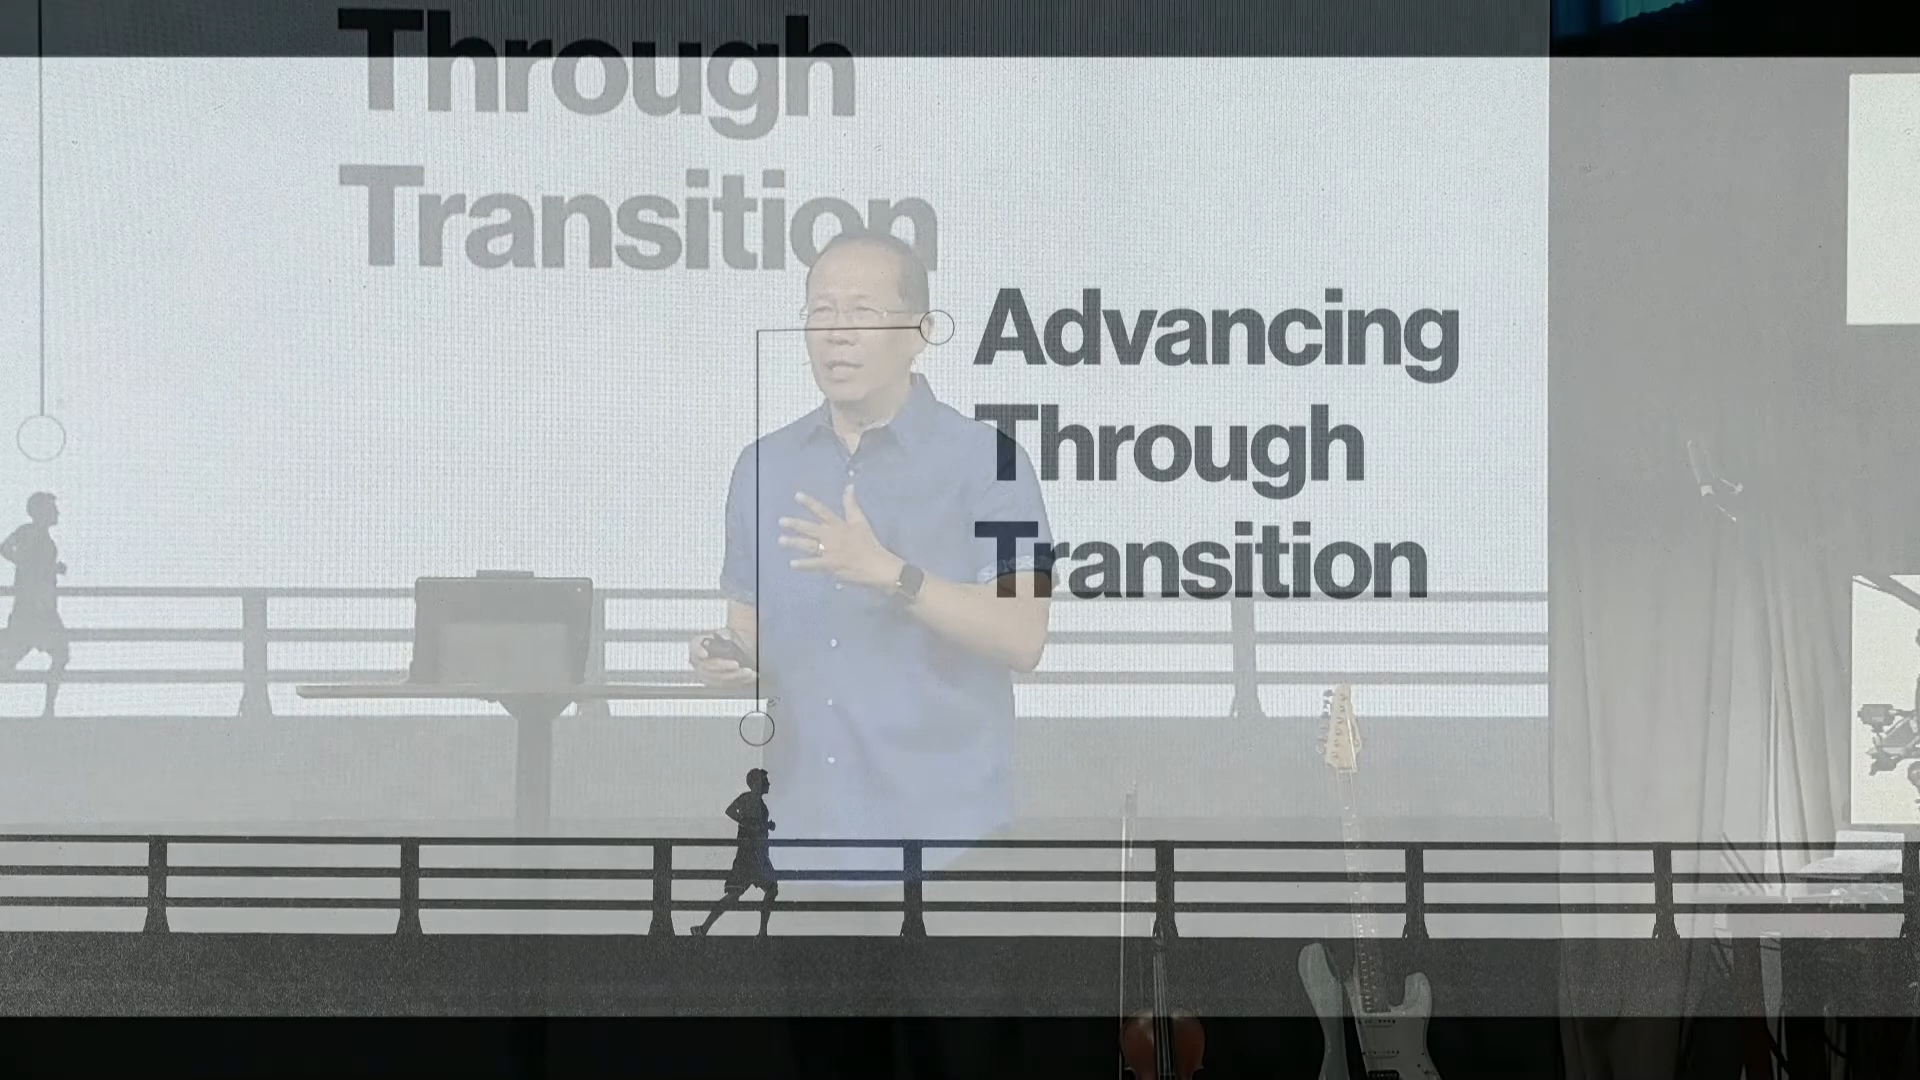 Through
Transition
Advancing
Through
Transition